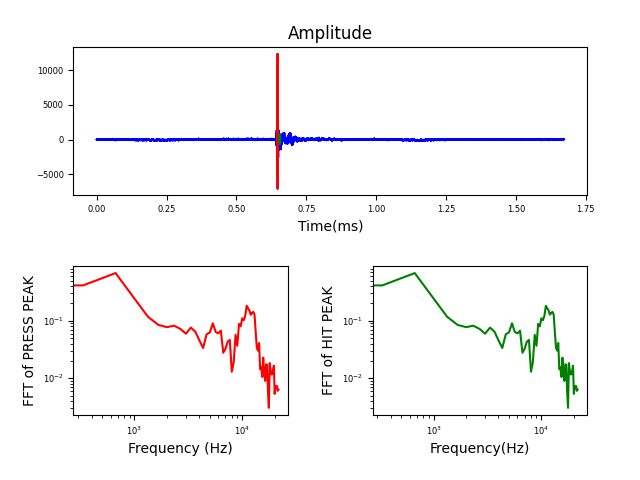 Amplitude
10000
5000
0
−5000
0.00 0.25 0.50 0.75 1.00 1.25 1.50 1.75
Time(ms)
FFT of PRESS PEAK
10⁻¹
10⁻²
10³ 10⁴
Frequency (Hz)
FFT of HIT PEAK
10⁻¹
10⁻²
10³ 10⁴
Frequency(Hz)